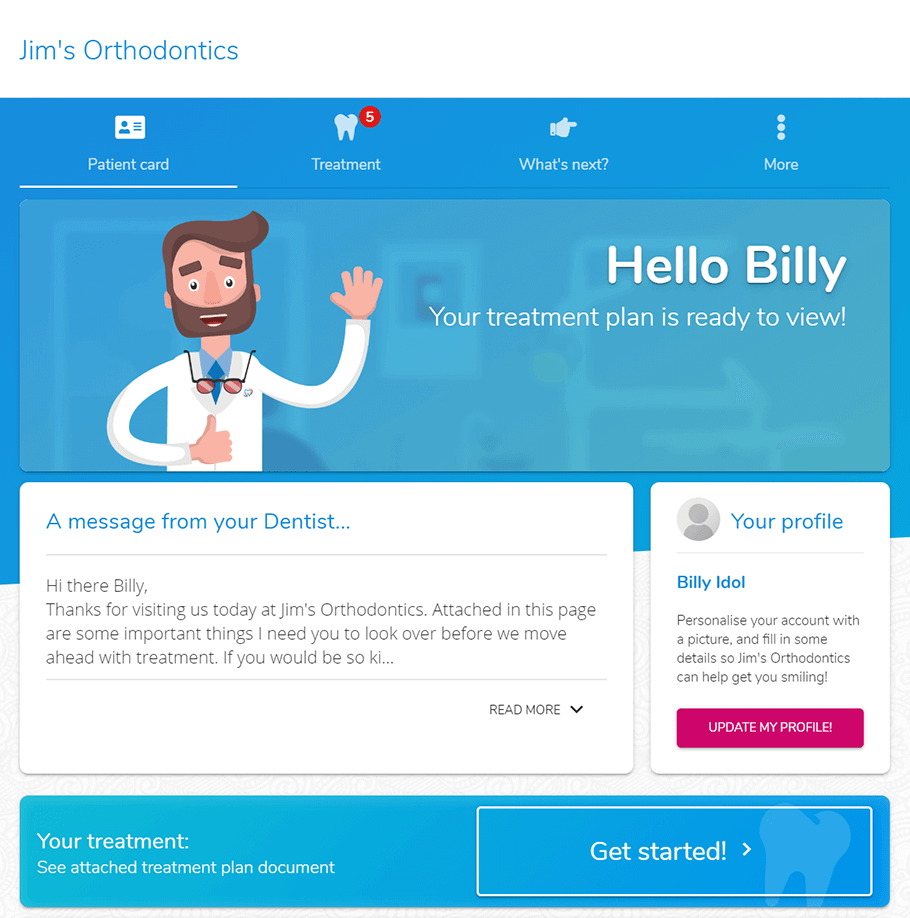 Jim's Orthodontics
5
Patient card
Treatment
What's next?
More
Hello Billy
Your treatment plan is ready to view!
A message from your Dentist...
Hi there Billy,
Thanks for visiting us today at Jim's Orthodontics. Attached in this page
are some important things I need you to look over before we move
ahead with treatment. If you would be so ki...
READ MORE
Your profile
Billy Idol
Personalise your account with
a picture, and fill in some
details so Jim's Orthodontics
can help get you smiling!
UPDATE MY PROFILE!
Your treatment:
See attached treatment plan document
Get started!